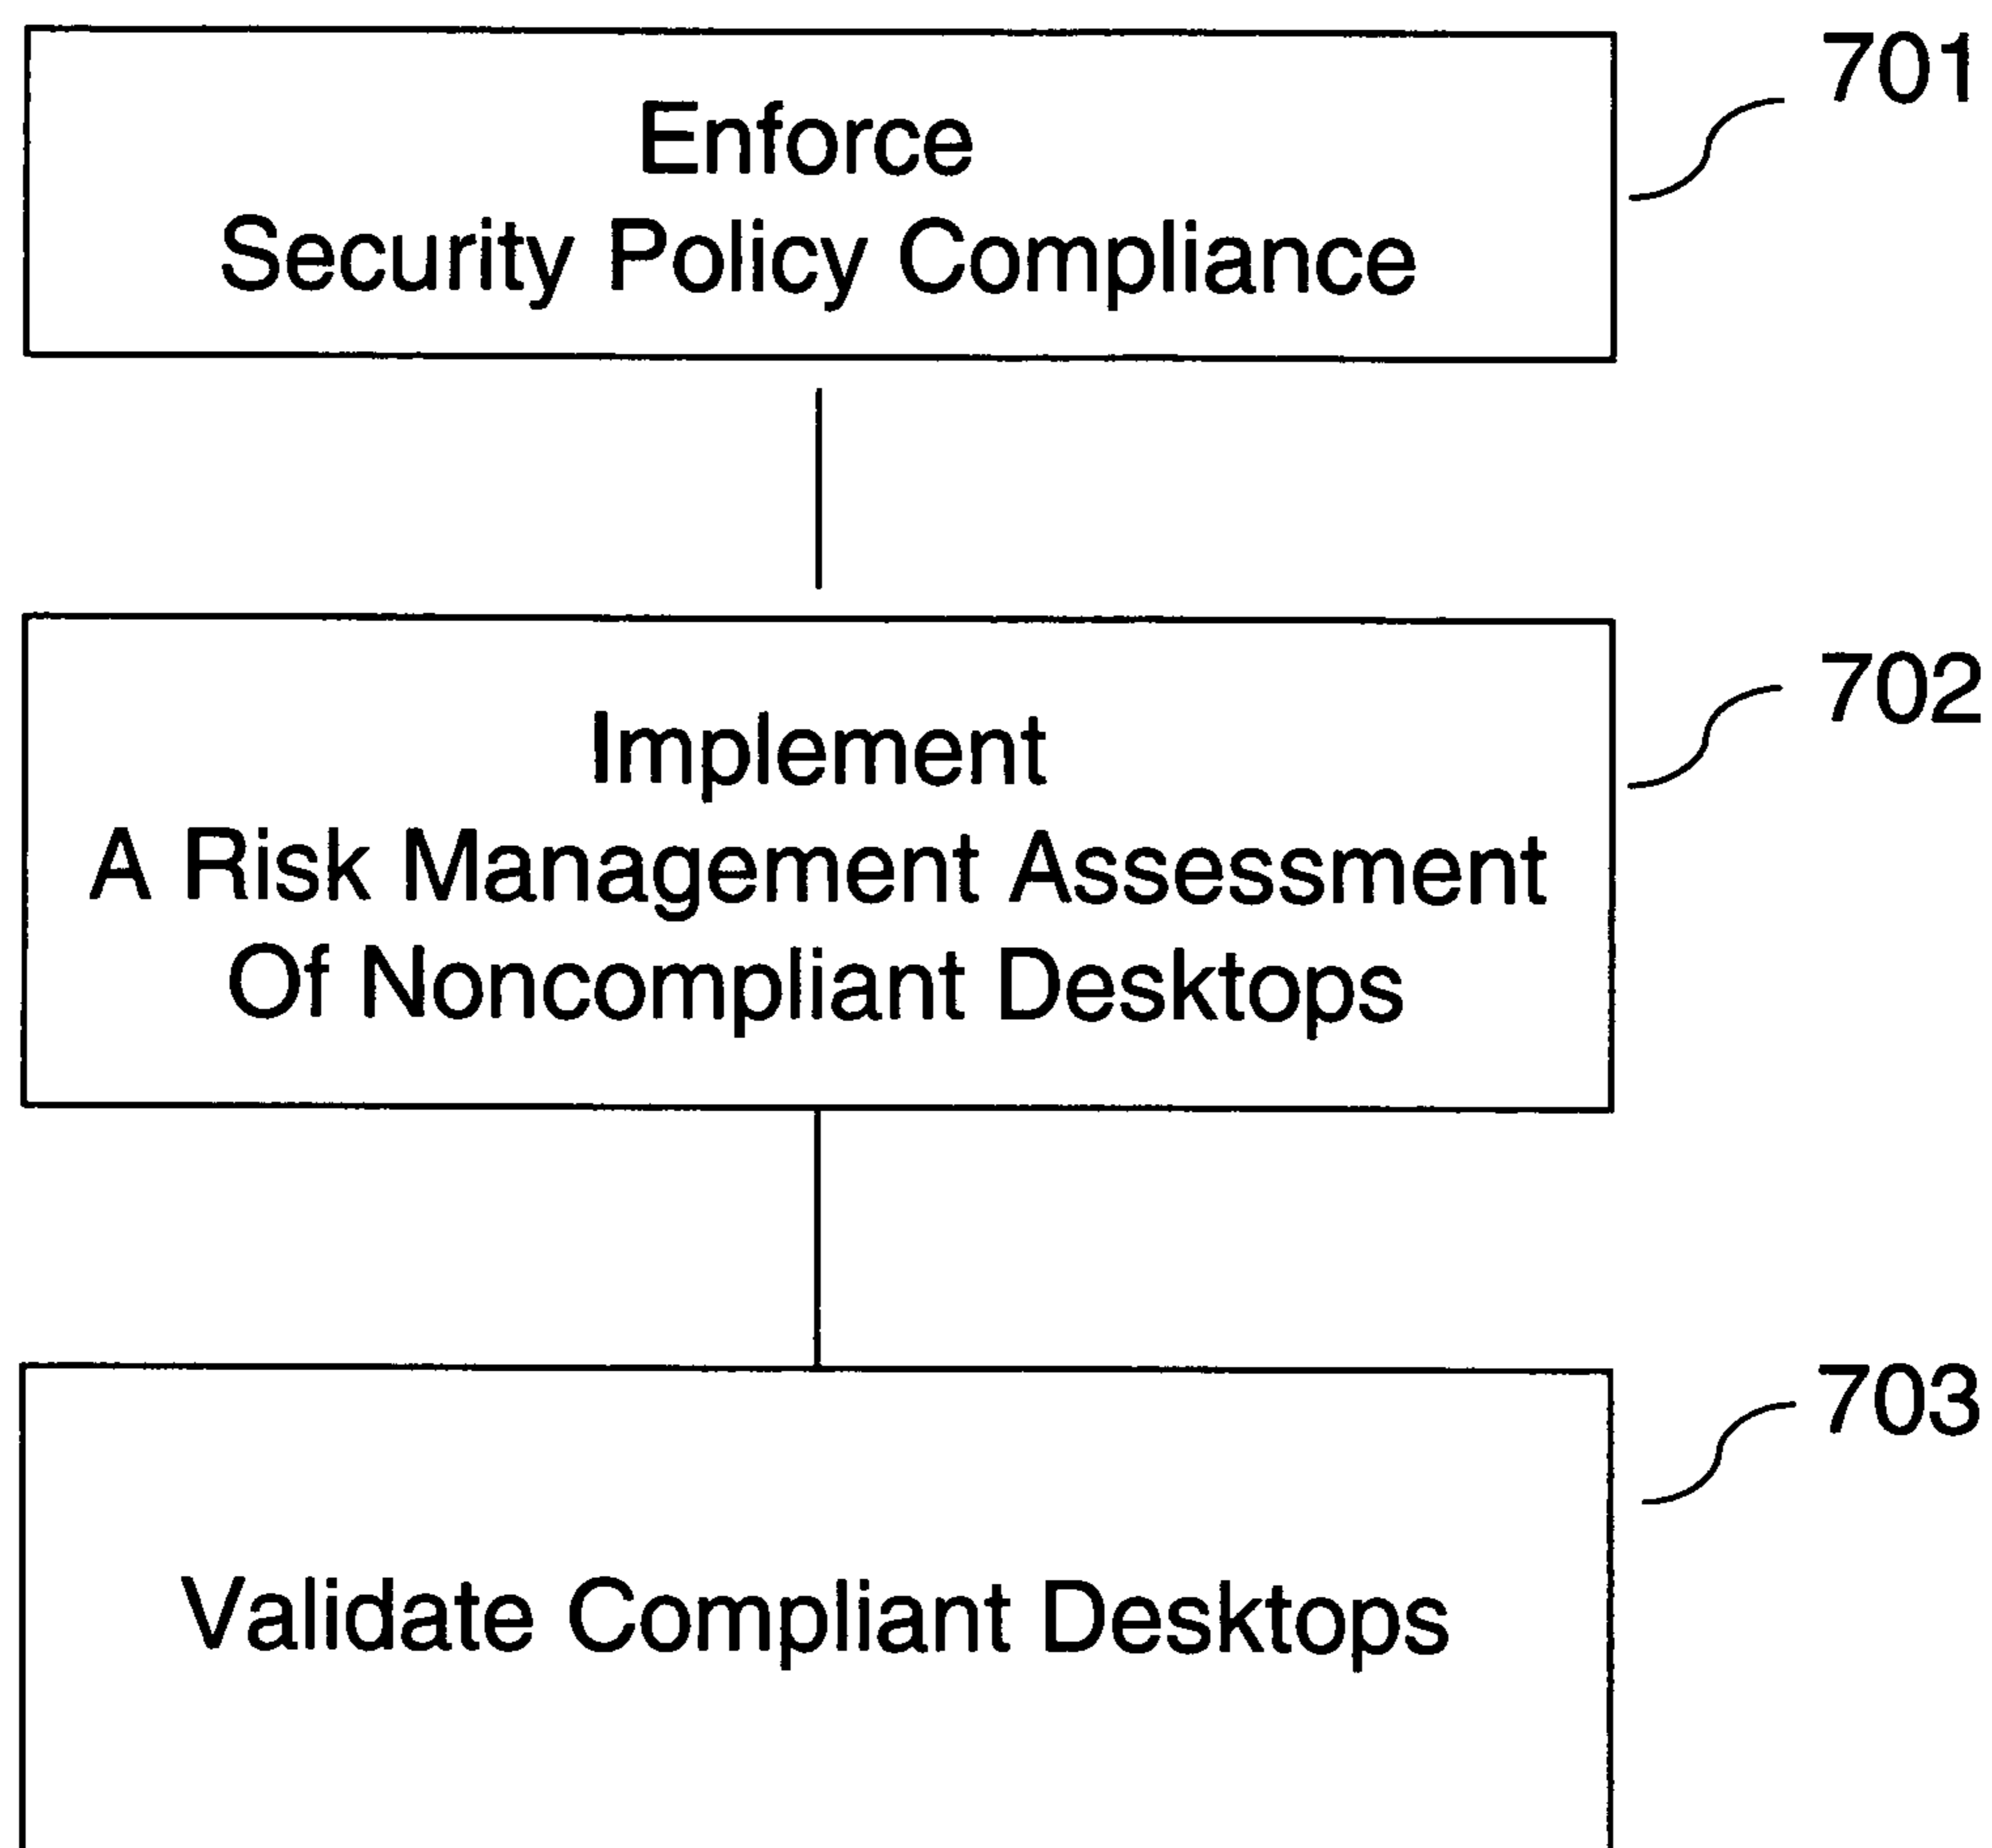 701
Enforce
Security Policy Compliance
702
Implement
A Risk Management Assessment
Of Noncompliant Desktops
703
Validate Compliant Desktops